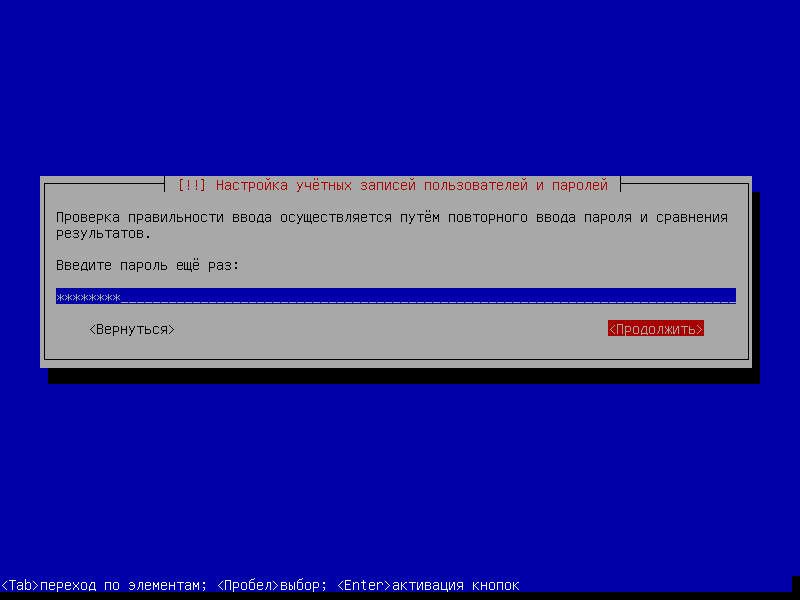 [!!] Настройка учётных записей пользователей и паролей
Проверка правильности ввода осуществляется путём повторного ввода пароля и сравнения
результатов.
Введите пароль ещё раз:
********
<Вернуться> <Продолжить>
<Tab>переход по элементам; <Пробел>выбор; <Enter>активация кнопок